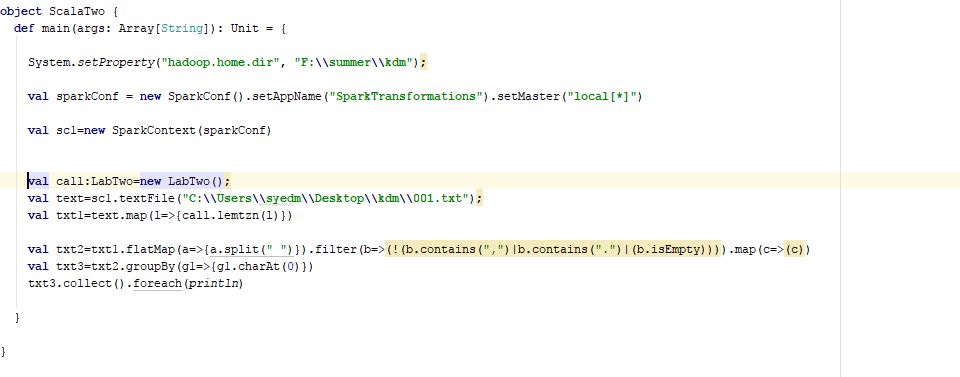 object ScalaTwo {
def main(args: Array[String]): Unit = {
System.setProperty("hadoop.home.dir", "F:\\summer\\kdm");
val sparkConf = new SparkConf().setAppName("SparkTransformations").setMaster("local[*]")
val sc1=new SparkContext(sparkConf)
val call:LabTwo=new LabTwo();
val text=sc1.textFile("C:\\Users\\syedm\\Desktop\\kdm\\001.txt");
val txt1=text.map(l=>{call.lemtzn(l)})
val txt2=txt1.flatMap(a=>{a.split(" ")}).filter(b=>(!(b.contains(",")|b.contains(".")|(b.isEmpty)))).map(c=>(c))
val txt3=txt2.groupBy(g1=>{g1.charAt(0)})
txt3.collect().foreach(println)
}
}